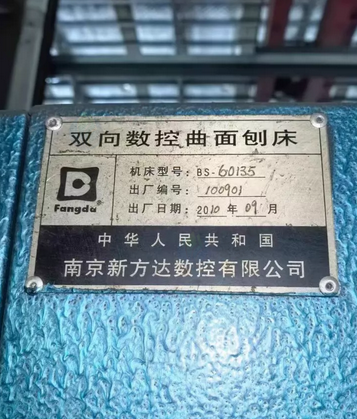 双向数控曲面刨床
Fangda
机床型号: BS-60135
出厂编号: 100901
出厂日期: 2010 年 09 月
中华人民共和国
南京新方达数控有限公司